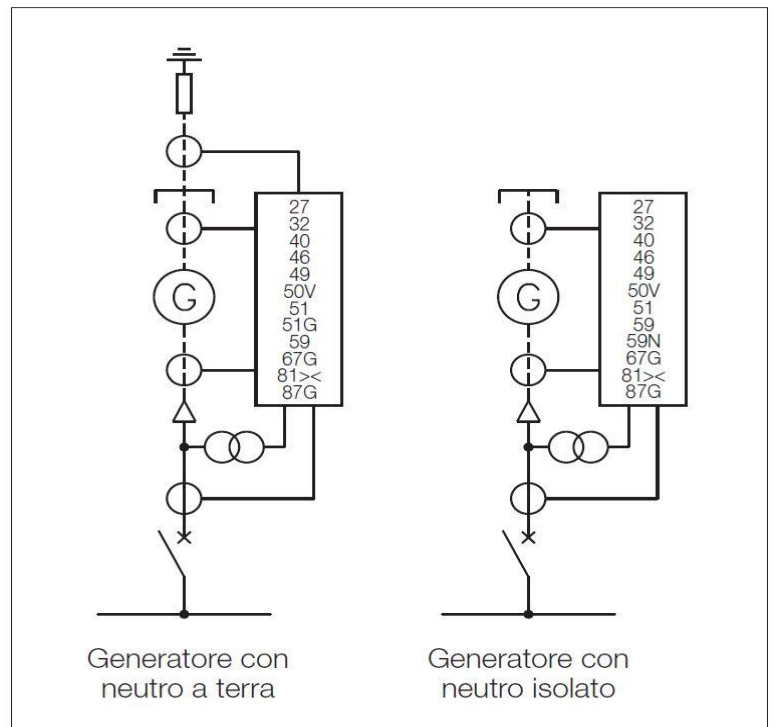 27
32
40
46
49
50V
51
51G
59
67G
81><
87G
G
Generatore con
neutro a terra
27
32
40
46
49
50V
51
59
59N
67G
81><
87G
G
Generatore con
neutro isolato